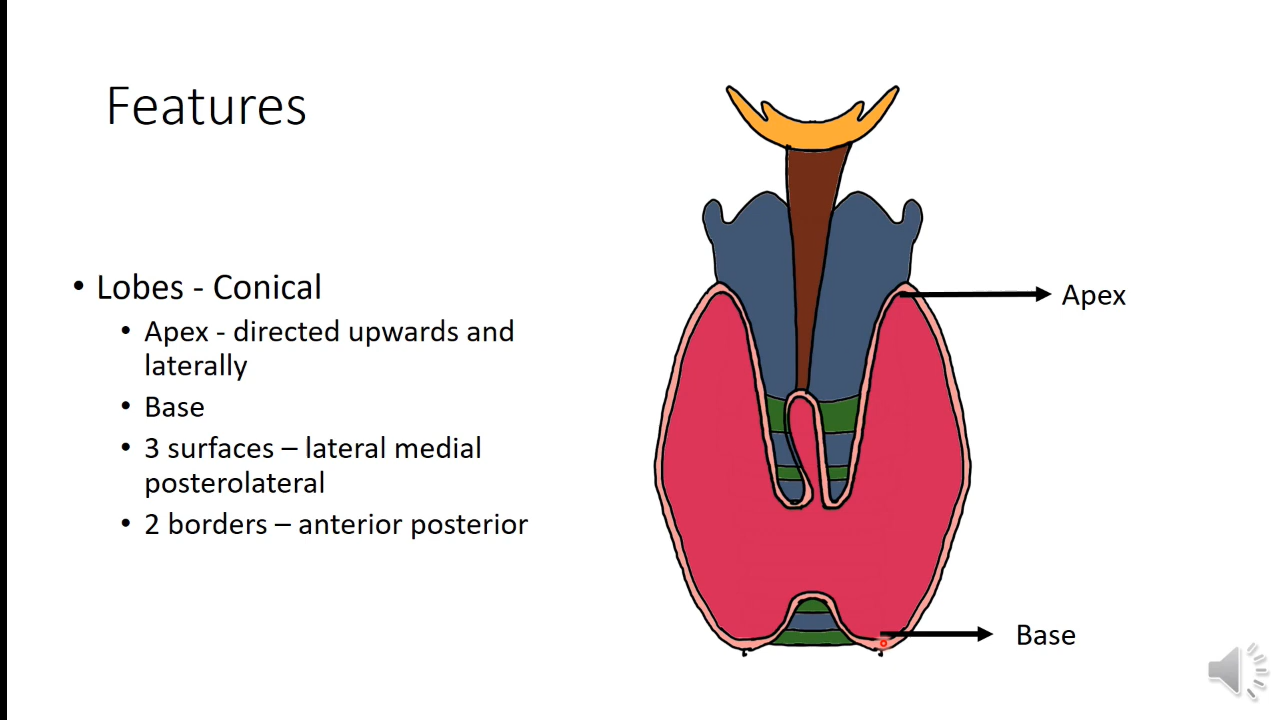 Features
• Lobes - Conical
• Apex - directed upwards and
laterally
• Base
• 3 surfaces – lateral medial
posterolateral
• 2 borders – anterior posterior
Apex
Base